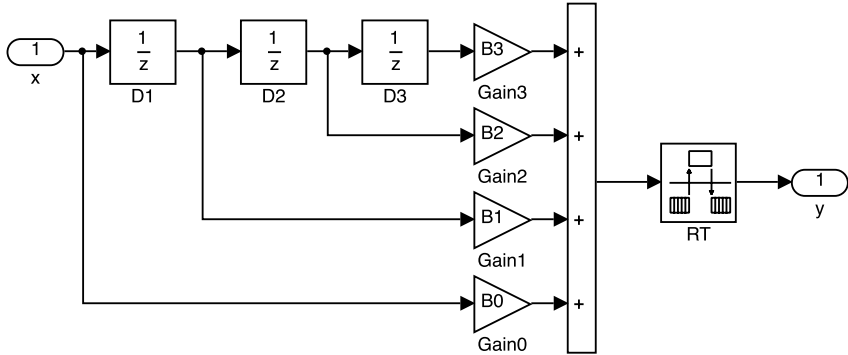 1
x
1
z
D1
1
z
D2
1
z
D3
B3
Gain3
+
B2
Gain2
+
B1
Gain1
+
B0
Gain0
+
RT
1
y